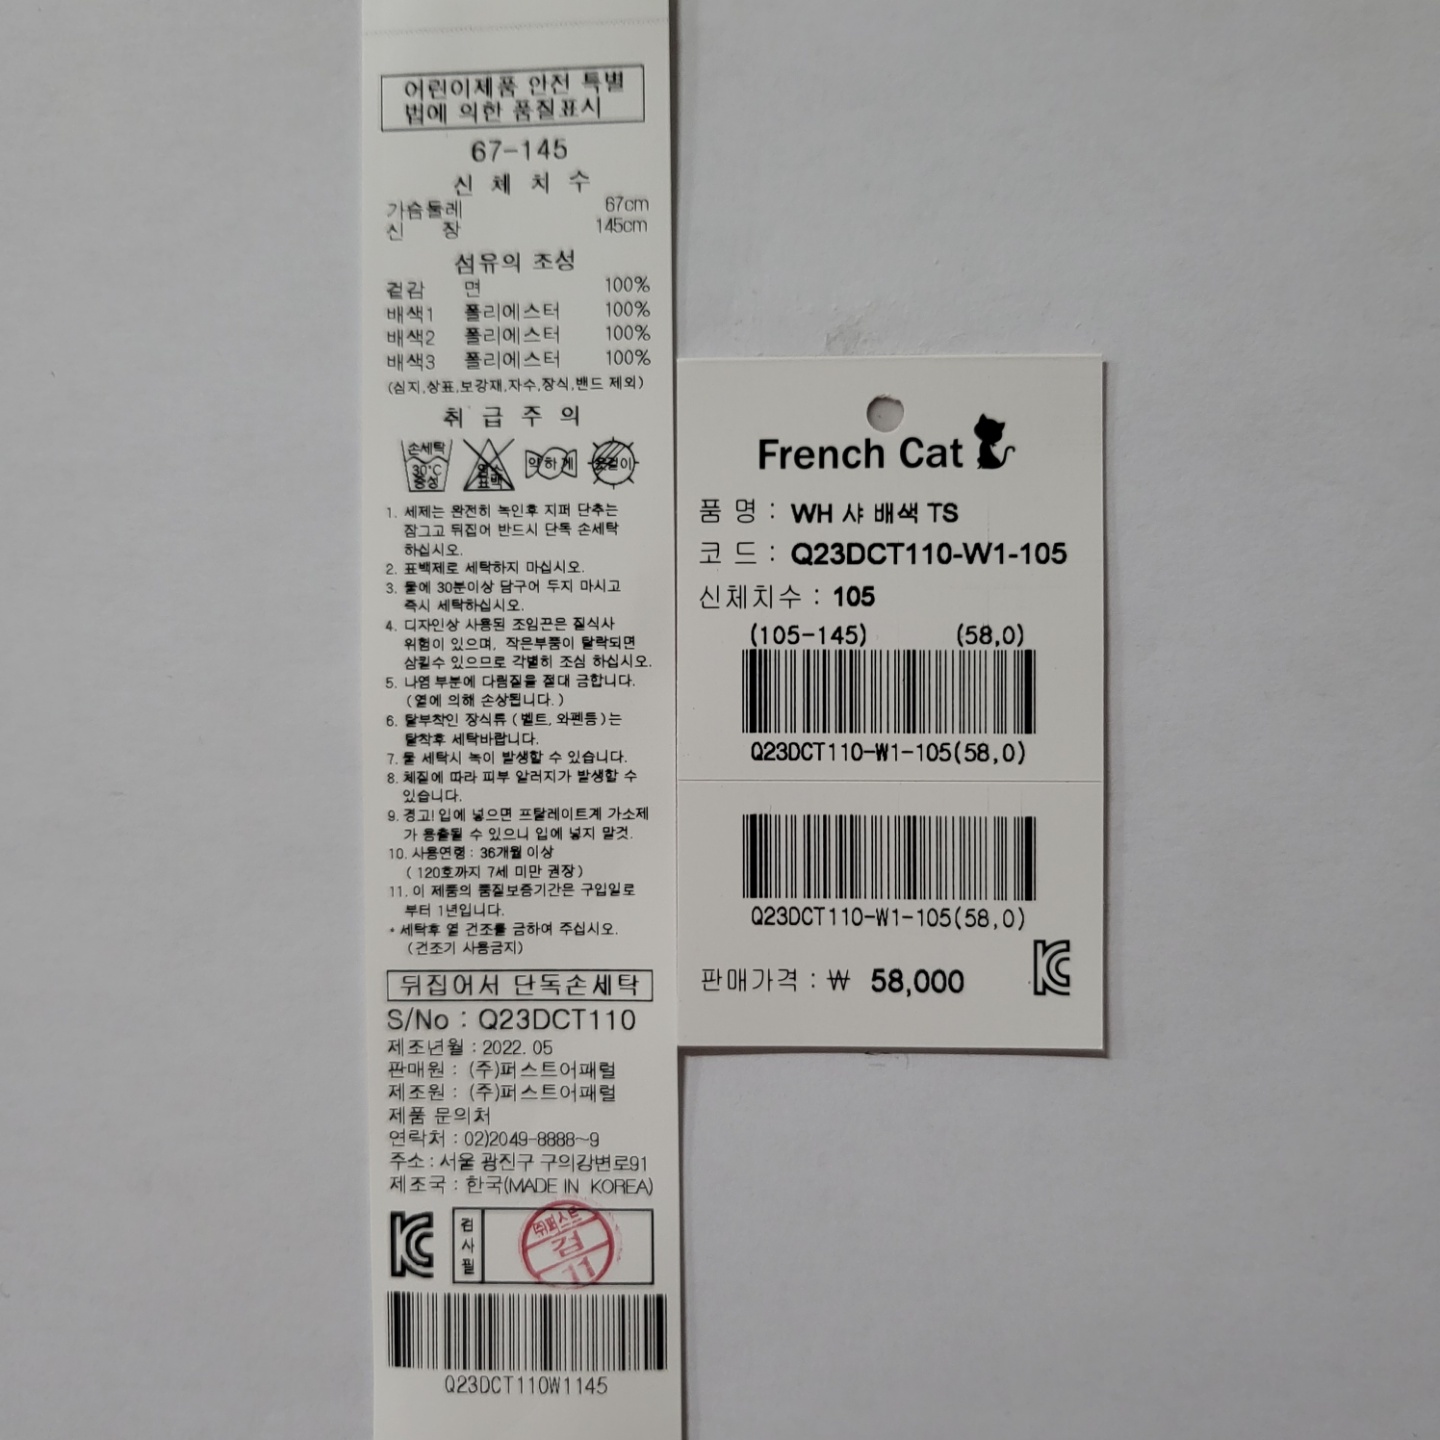 어린이제품 안전 특별
법에 의한 품질표시
67-145
신 체 치 수
가슴둘레 67cm
신 장 145cm
섬유의 조성
겉감 면 100%
배색1 폴리에스터 100%
배색2 폴리에스터 100%
배색3 폴리에스터 100%
(심지,상표,보강재,자수,장식,밴드 제외)
취 급 주 의
손세탁 30°C 중성
염소 표백
약하게
옷걸이
1. 세제는 완전히 녹인후 지퍼 단추는
잠그고 뒤집어 반드시 단독 손세탁
하십시오.
2. 표백제로 세탁하지 마십시오.
3. 물에 30분이상 담구어 두지 마시고
즉시 세탁하십시오.
4. 디자인상 사용된 조임끈은 질식사
위험이 있으며, 작은부품이 탈락되면
삼킬수 있으므로 각별히 조심 하십시오.
5. 나염 부분에 다림질을 절대 금합니다.
(열에 의해 손상됩니다.)
6. 탈부착인 장식류 (벨트, 와펜등)는
탈착후 세탁바랍니다.
7. 물 세탁시 녹이 발생할 수 있습니다.
8. 체질에 따라 피부 알러지가 발생할 수
있습니다.
9. 경고! 입에 넣으면 프탈레이트계 가소제
가 용출될 수 있으니 입에 넣지 말것.
10. 사용연령 : 36개월 이상
( 120호까지 7세 미만 권장 )
11. 이 제품의 품질보증기간은 구입일로
부터 1년입니다.
* 세탁후 열 건조를 금하여 주십시오.
(건조기 사용금지)
뒤집어서 단독손세탁
S/No : Q23DCT110
제조년월 : 2022. 05
판매원 : (주)퍼스트어패럴
제조원 : (주)퍼스트어패럴
제품 문의처
연락처 : 02)2049-8888~9
주소 : 서울 광진구 구의강변로91
제조국 : 한국(MADE IN KOREA)
KC
검사필
(주)퍼스트
검
11
Q23DCT110W1145
French Cat
품 명 : WH 샤 배색 TS
코 드 : Q23DCT110-W1-105
신체치수 : 105
(105-145) (58,0)
Q23DCT110-W1-105(58,0)
Q23DCT110-W1-105(58,0)
판매가격 : ₩ 58,000
KC